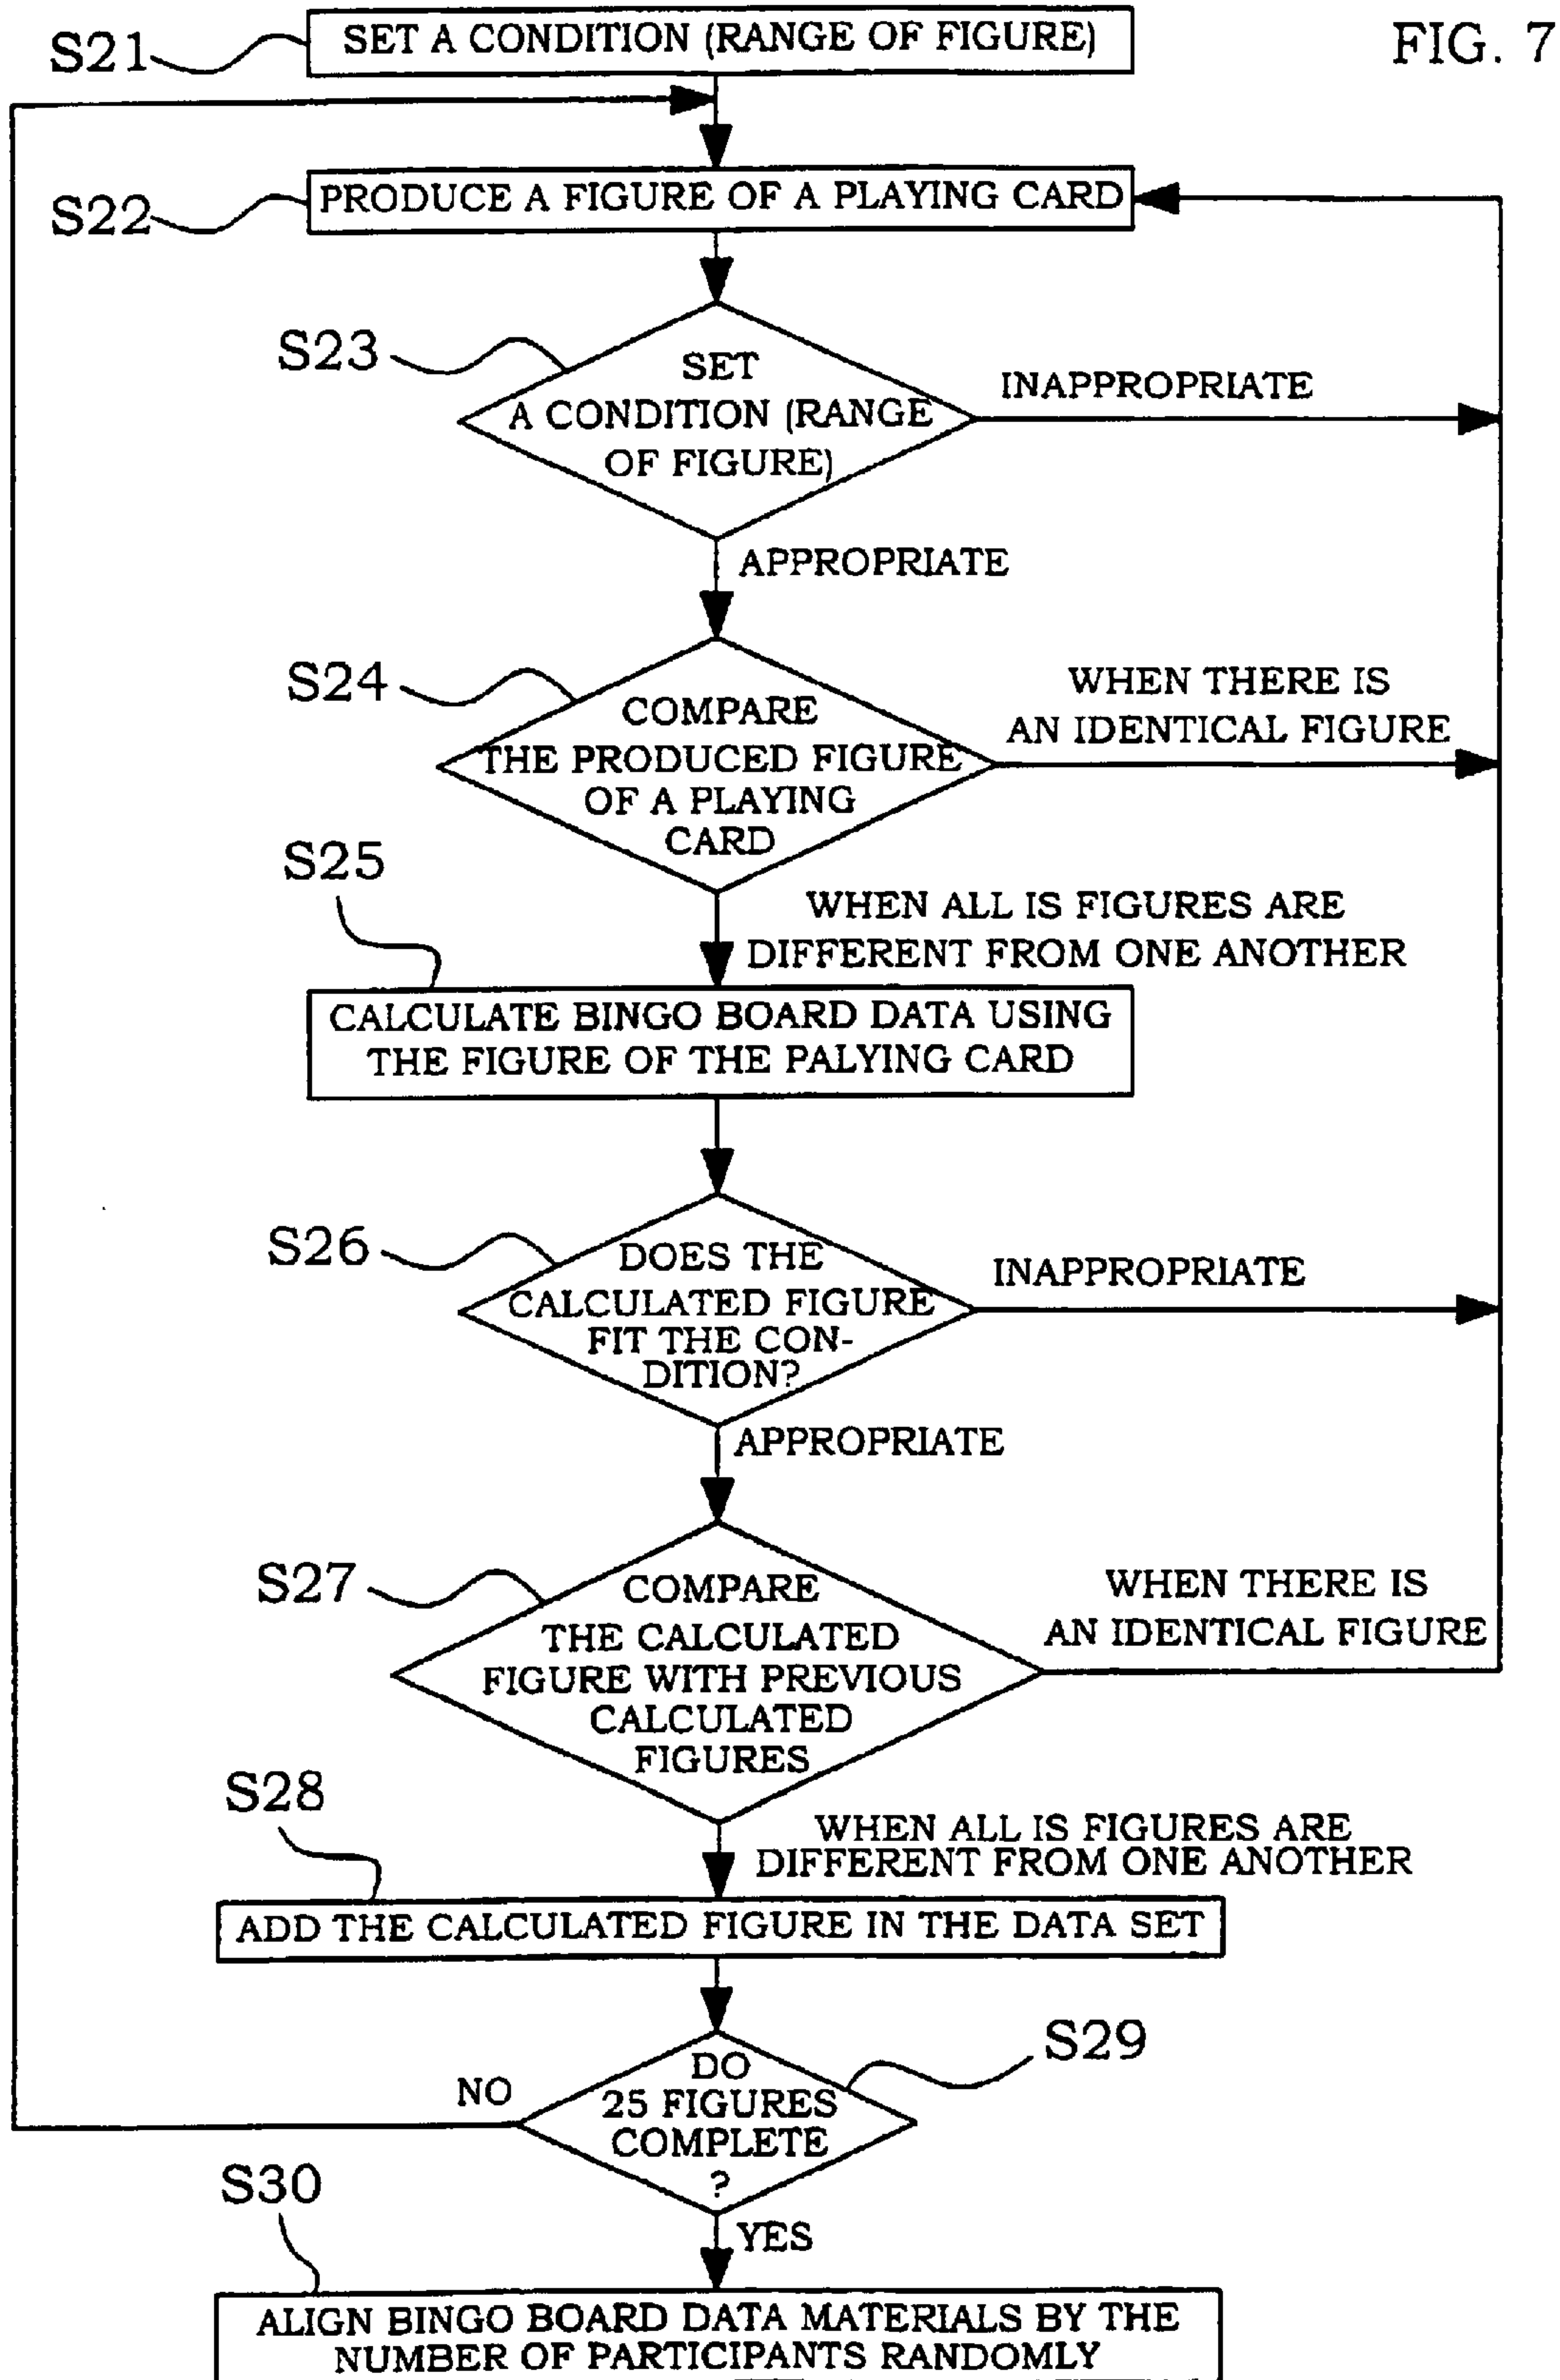 FIG. 7
S21
SET A CONDITION (RANGE OF FIGURE)
S22
PRODUCE A FIGURE OF A PLAYING CARD
S23
SET
A CONDITION (RANGE
OF FIGURE)
INAPPROPRIATE
APPROPRIATE
S24
COMPARE
THE PRODUCED FIGURE
OF A PLAYING
CARD
WHEN THERE IS
AN IDENTICAL FIGURE
WHEN ALL IS FIGURES ARE
DIFFERENT FROM ONE ANOTHER
S25
CALCULATE BINGO BOARD DATA USING
THE FIGURE OF THE PALYING CARD
S26
DOES THE
CALCULATED FIGURE
FIT THE CON-
DITION?
INAPPROPRIATE
APPROPRIATE
S27
COMPARE
THE CALCULATED
FIGURE WITH PREVIOUS
CALCULATED
FIGURES
WHEN THERE IS
AN IDENTICAL FIGURE
WHEN ALL IS FIGURES ARE
DIFFERENT FROM ONE ANOTHER
S28
ADD THE CALCULATED FIGURE IN THE DATA SET
S29
DO
25 FIGURES
COMPLETE
?
NO
YES
S30
ALIGN BINGO BOARD DATA MATERIALS BY THE
NUMBER OF PARTICIPANTS RANDOMLY